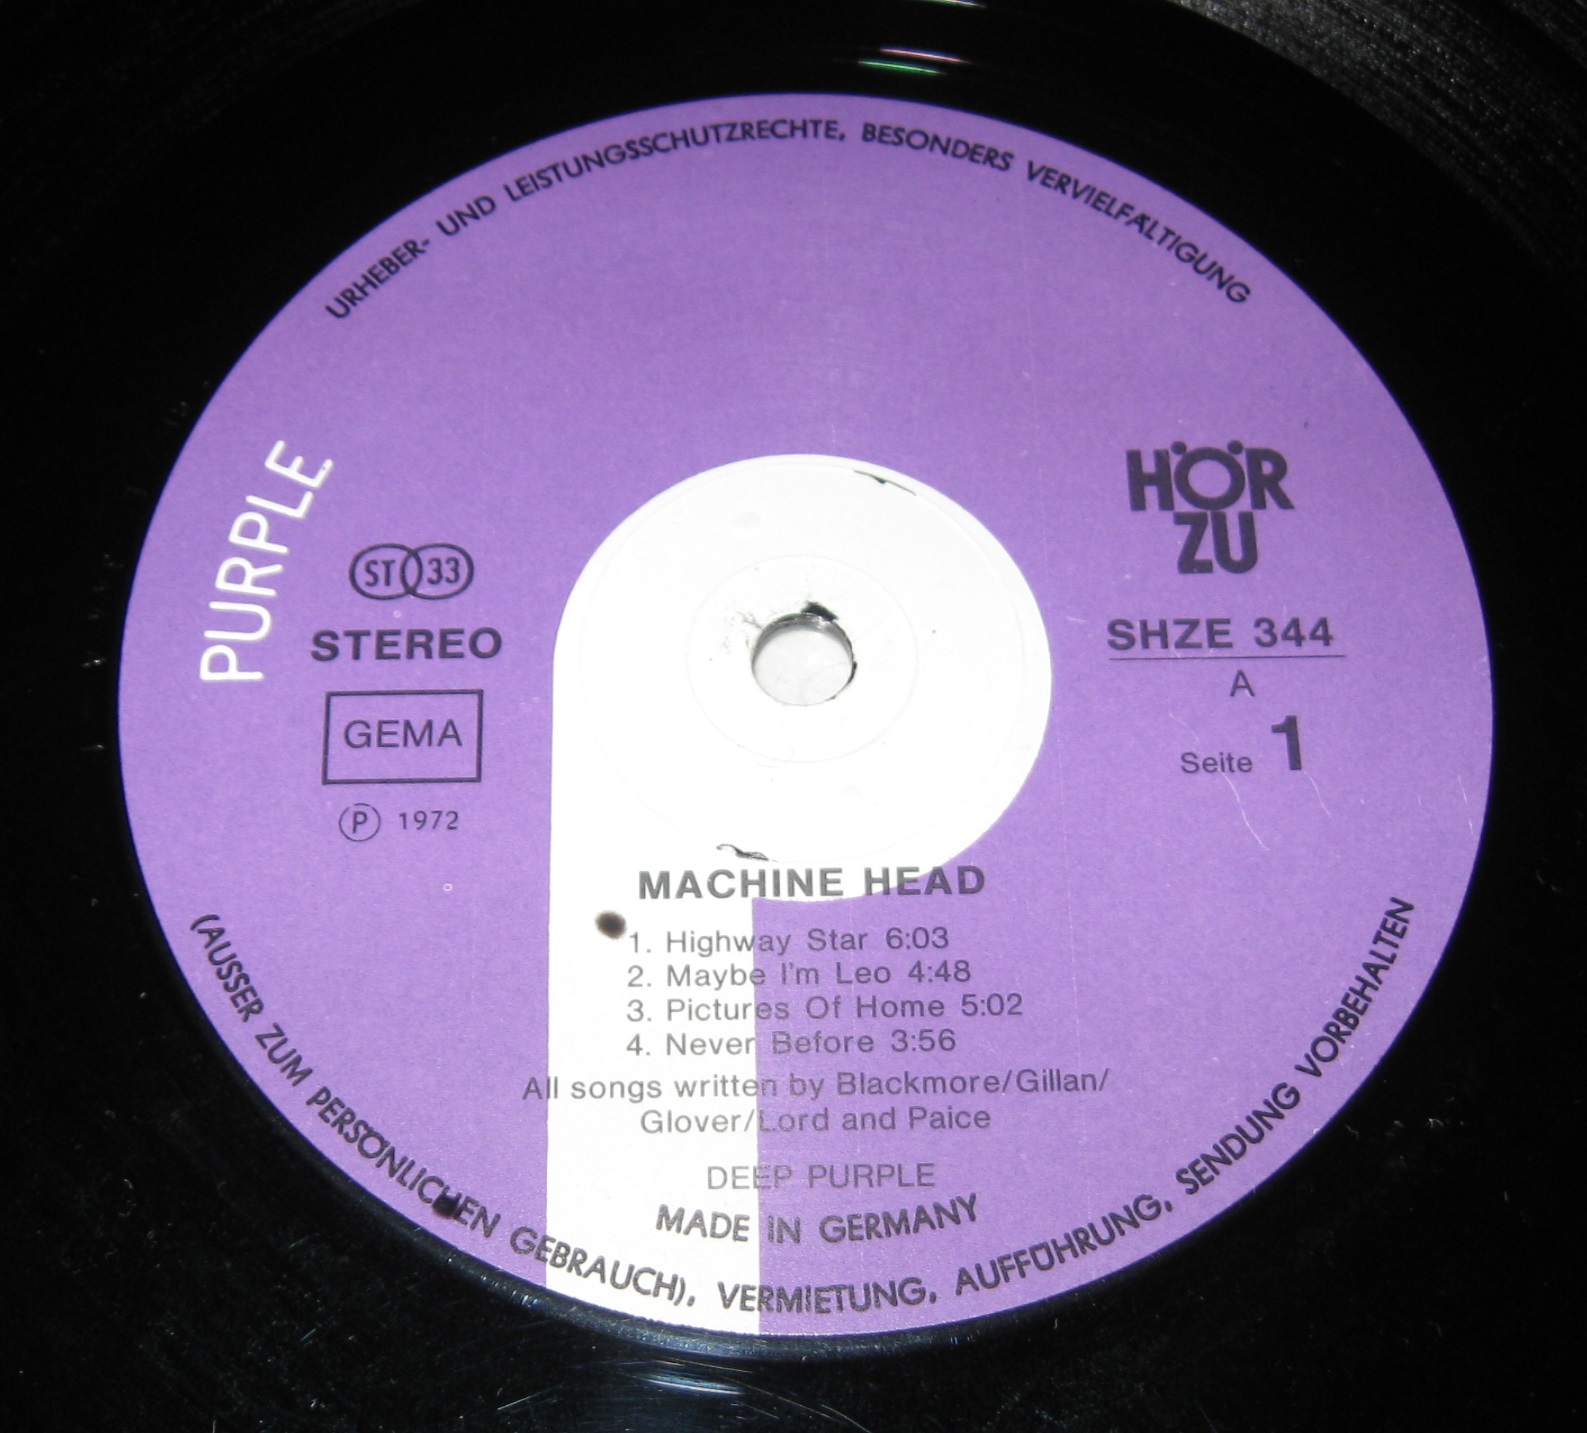 URHEBER- UND LEISTUNGSSCHUTZRECHTE, BESONDERS VERVIELFÄLTIGUNG
PURPLE
ST 33
STEREO
GEMA
Ⓟ 1972
HÖR
ZU
SHZE 344
A
Seite 1
MACHINE HEAD
1. Highway Star 6:03
2. Maybe I'm Leo 4:48
3. Pictures Of Home 5:02
4. Never Before 3:56
All songs written by Blackmore/Gillan/
Glover/Lord and Paice
DEEP PURPLE
MADE IN GERMANY
(AUSSER ZUM PERSÖNLICHEN GEBRAUCH), VERMIETUNG, AUFFÜHRUNG, SENDUNG VORBEHALTEN